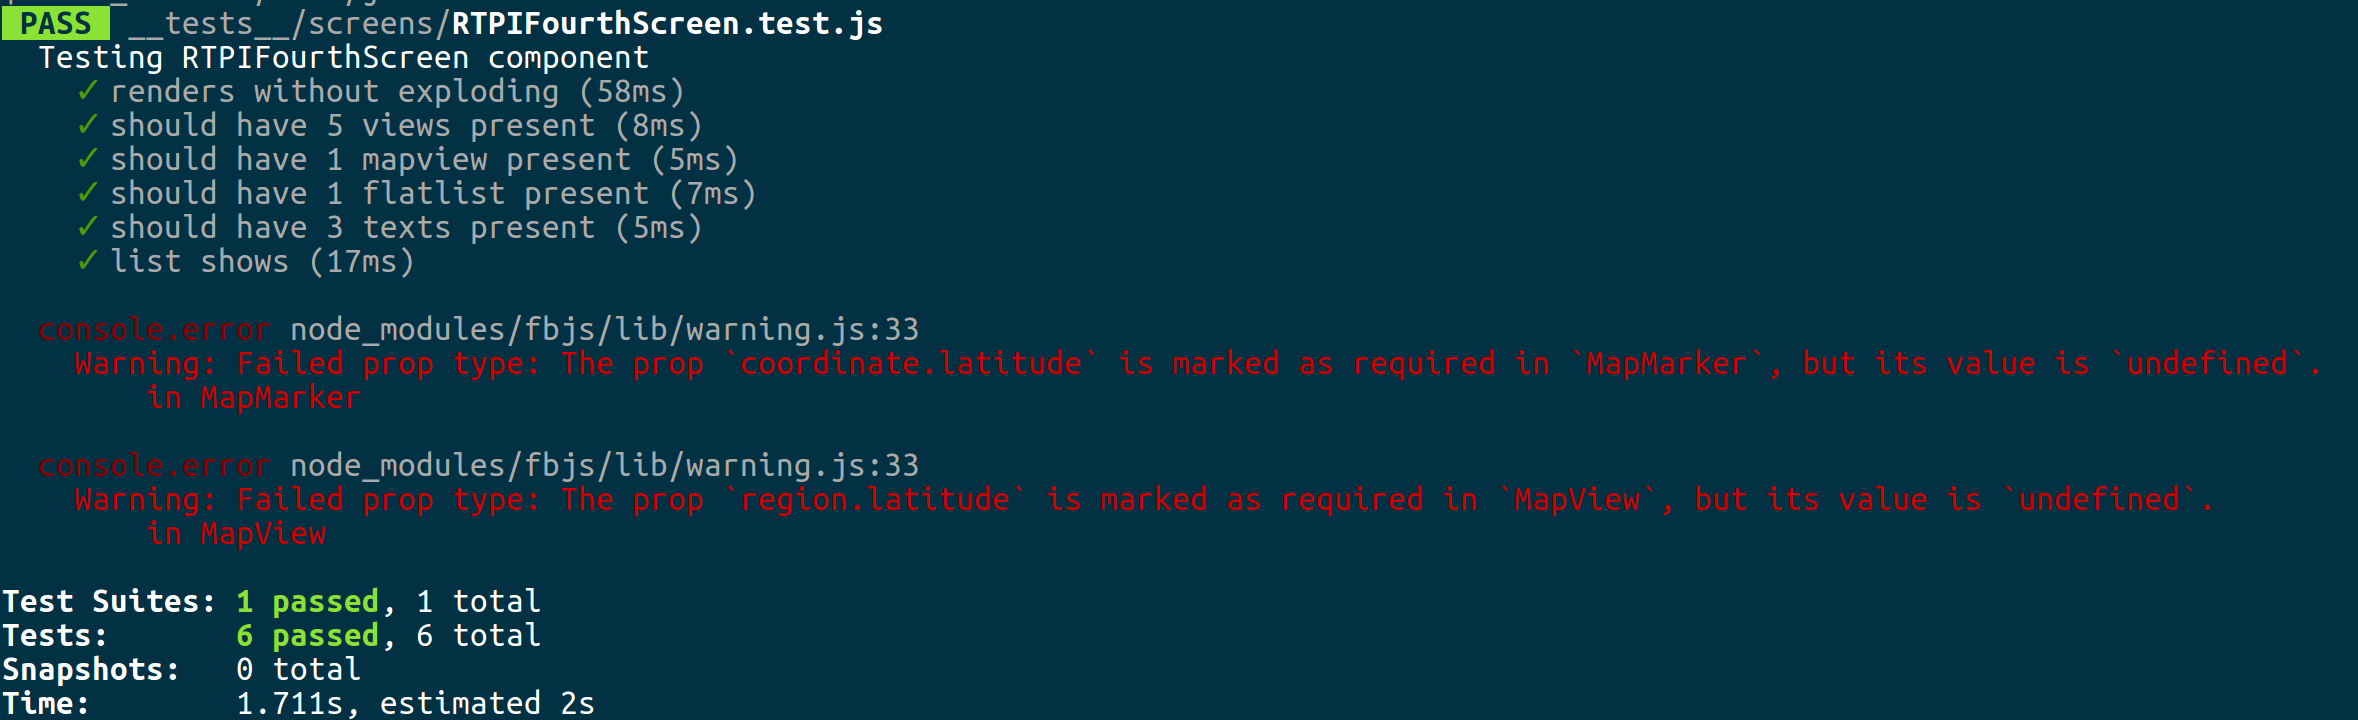 PASS __tests__/screens/RTPIFourthScreen.test.js
Testing RTPIFourthScreen component
✓ renders without exploding (58ms)
✓ should have 5 views present (8ms)
✓ should have 1 mapview present (5ms)
✓ should have 1 flatlist present (7ms)
✓ should have 3 texts present (5ms)
✓ list shows (17ms)
console.error node_modules/fbjs/lib/warning.js:33
Warning: Failed prop type: The prop `coordinate.latitude` is marked as required in `MapMarker`, but its value is `undefined`.
in MapMarker
console.error node_modules/fbjs/lib/warning.js:33
Warning: Failed prop type: The prop `region.latitude` is marked as required in `MapView`, but its value is `undefined`.
in MapView
Test Suites: 1 passed, 1 total
Tests: 6 passed, 6 total
Snapshots: 0 total
Time: 1.711s, estimated 2s